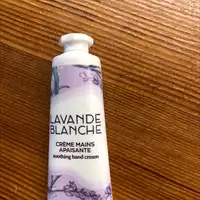 LAVANDE
BLANCHE
CRÈME MAINS
APAISANTE
Soothing hand cream